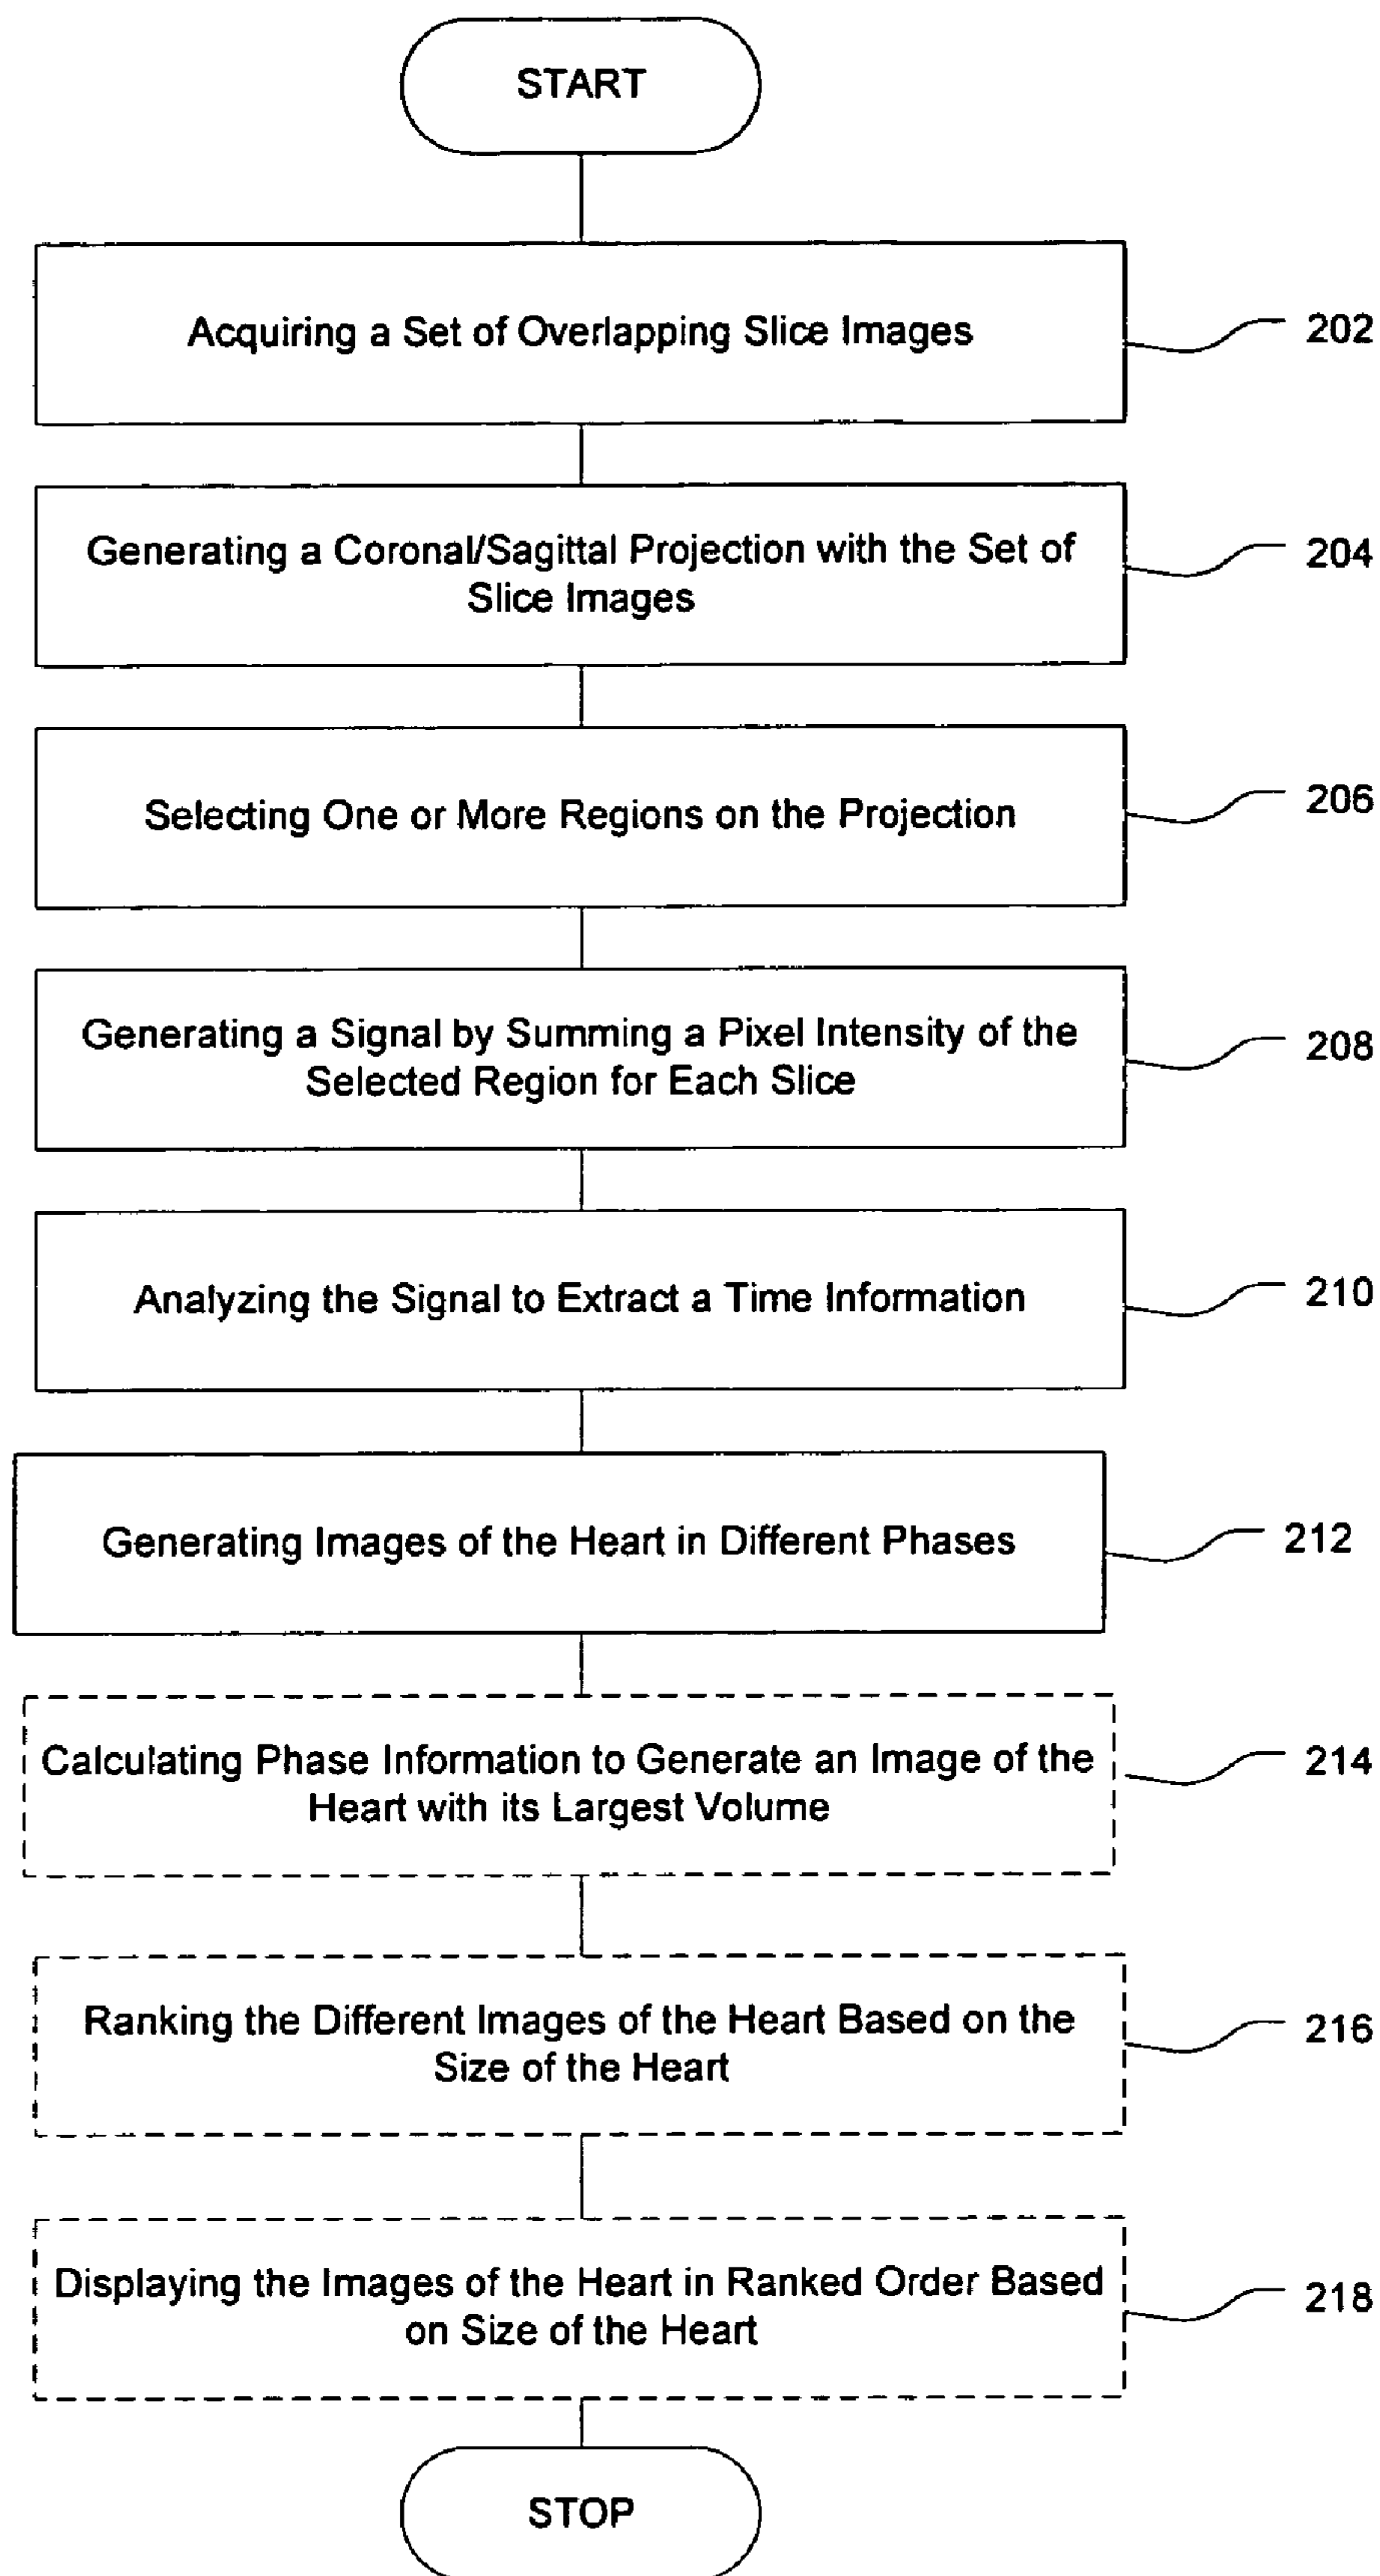 START
Acquiring a Set of Overlapping Slice Images
202
Generating a Coronal/Sagittal Projection with the Set of
Slice Images
204
Selecting One or More Regions on the Projection
206
Generating a Signal by Summing a Pixel Intensity of the
Selected Region for Each Slice
208
Analyzing the Signal to Extract a Time Information
210
Generating Images of the Heart in Different Phases
212
Calculating Phase Information to Generate an Image of the
Heart with its Largest Volume
214
Ranking the Different Images of the Heart Based on the
Size of the Heart
216
Displaying the Images of the Heart in Ranked Order Based
on Size of the Heart
218
STOP